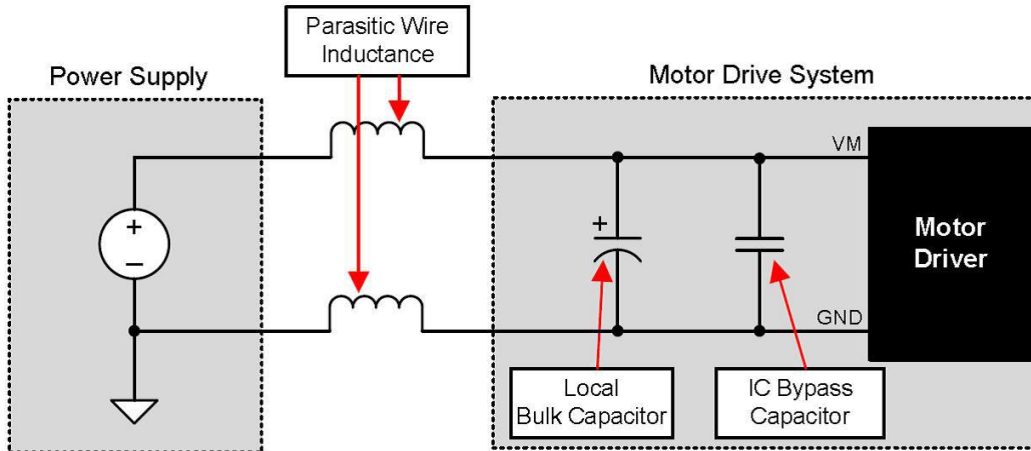 Parasitic Wire
Inductance
Power Supply
Motor Drive System
VM
+
+
–
Motor
Driver
GND
Local
Bulk Capacitor
IC Bypass
Capacitor